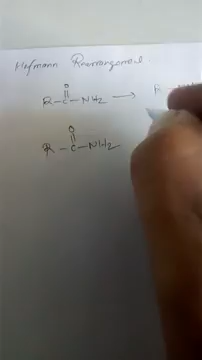 Hofmann Rearrangement.
O
R - C - NH2 → R
O
R - C - NH2